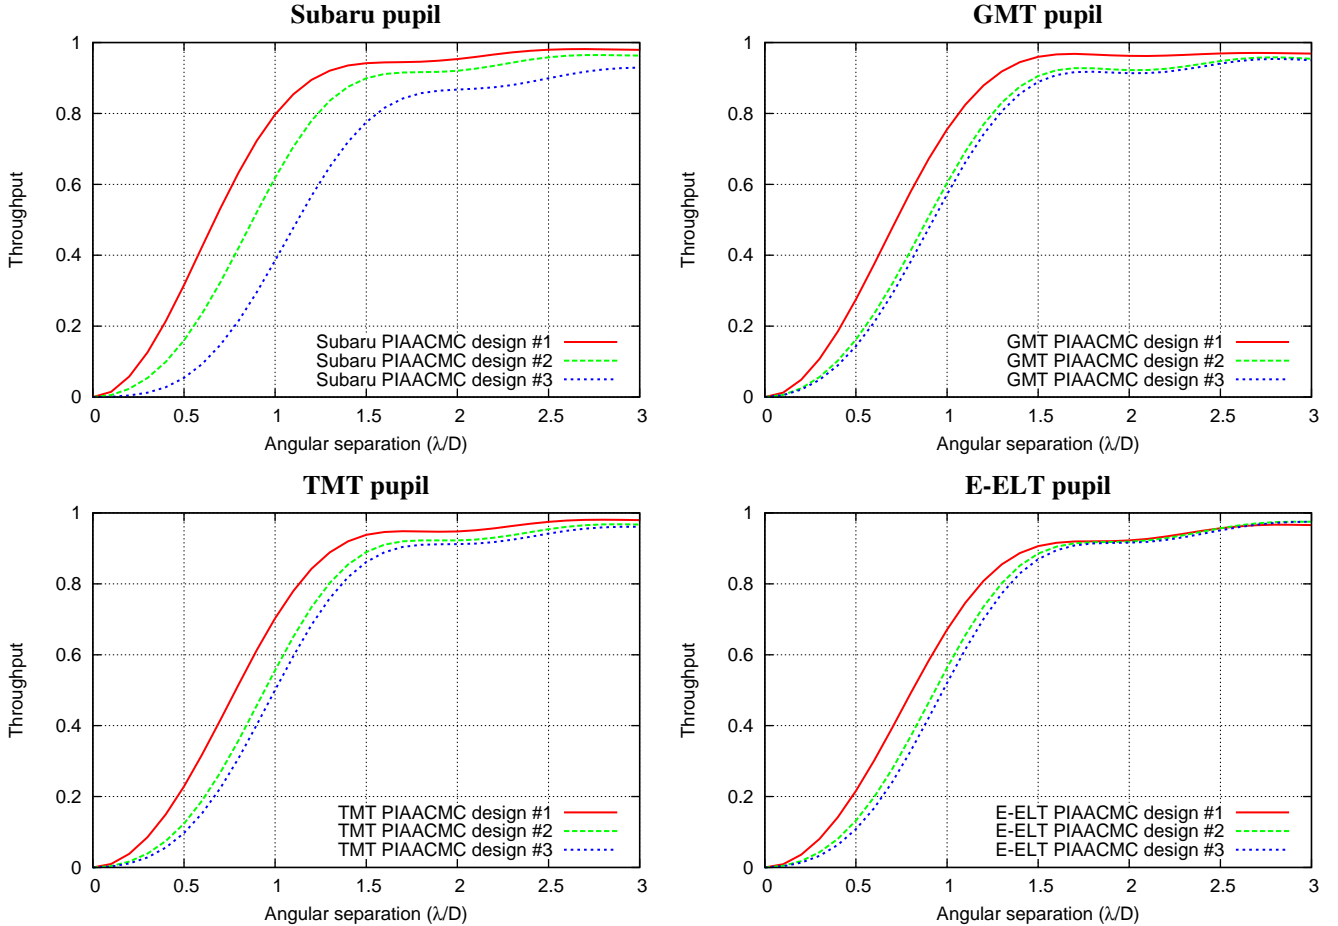 Subaru pupil
1
0.8
0.6
0.4
0.2
0
Throughput
Subaru PIAACMC design #1
Subaru PIAACMC design #2
Subaru PIAACMC design #3
0 0.5 1 1.5 2 2.5 3
Angular separation (λ/D)
GMT pupil
1
0.8
0.6
0.4
0.2
0
Throughput
GMT PIAACMC design #1
GMT PIAACMC design #2
GMT PIAACMC design #3
0 0.5 1 1.5 2 2.5 3
Angular separation (λ/D)
TMT pupil
1
0.8
0.6
0.4
0.2
0
Throughput
TMT PIAACMC design #1
TMT PIAACMC design #2
TMT PIAACMC design #3
0 0.5 1 1.5 2 2.5 3
Angular separation (λ/D)
E-ELT pupil
1
0.8
0.6
0.4
0.2
0
Throughput
E-ELT PIAACMC design #1
E-ELT PIAACMC design #2
E-ELT PIAACMC design #3
0 0.5 1 1.5 2 2.5 3
Angular separation (λ/D)